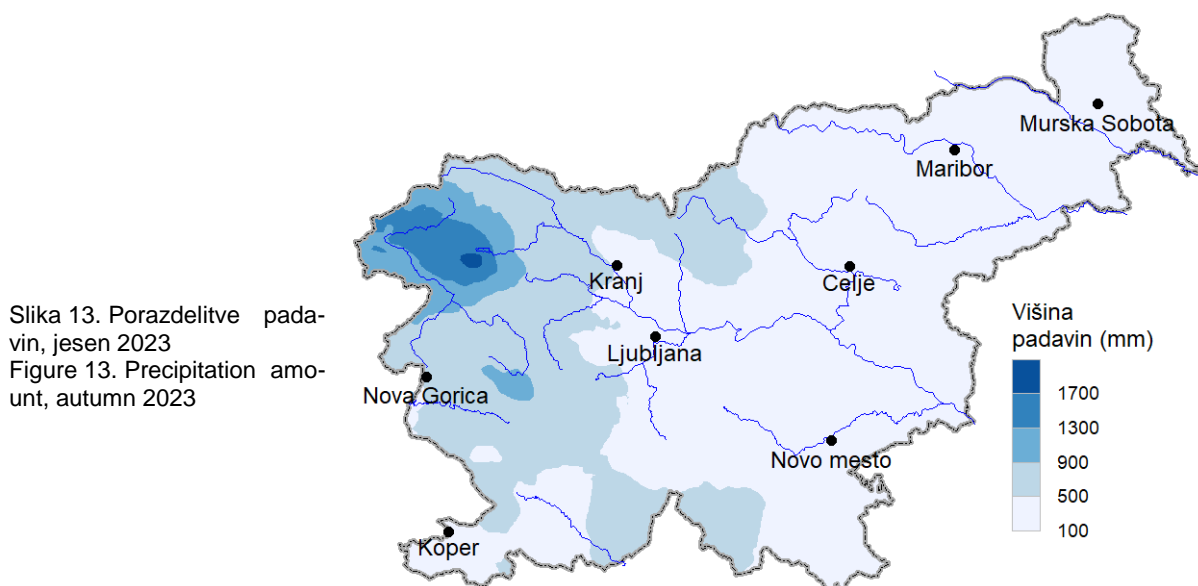 Slika 13. Porazdelitve pada-
vin, jesen 2023
Figure 13. Precipitation amo-
unt, autumn 2023
Murska Sobota
Maribor
Kranj
Celje
Ljubljana
Nova Gorica
Novo mesto
Koper
Višina
padavin (mm)
1700
1300
900
500
100